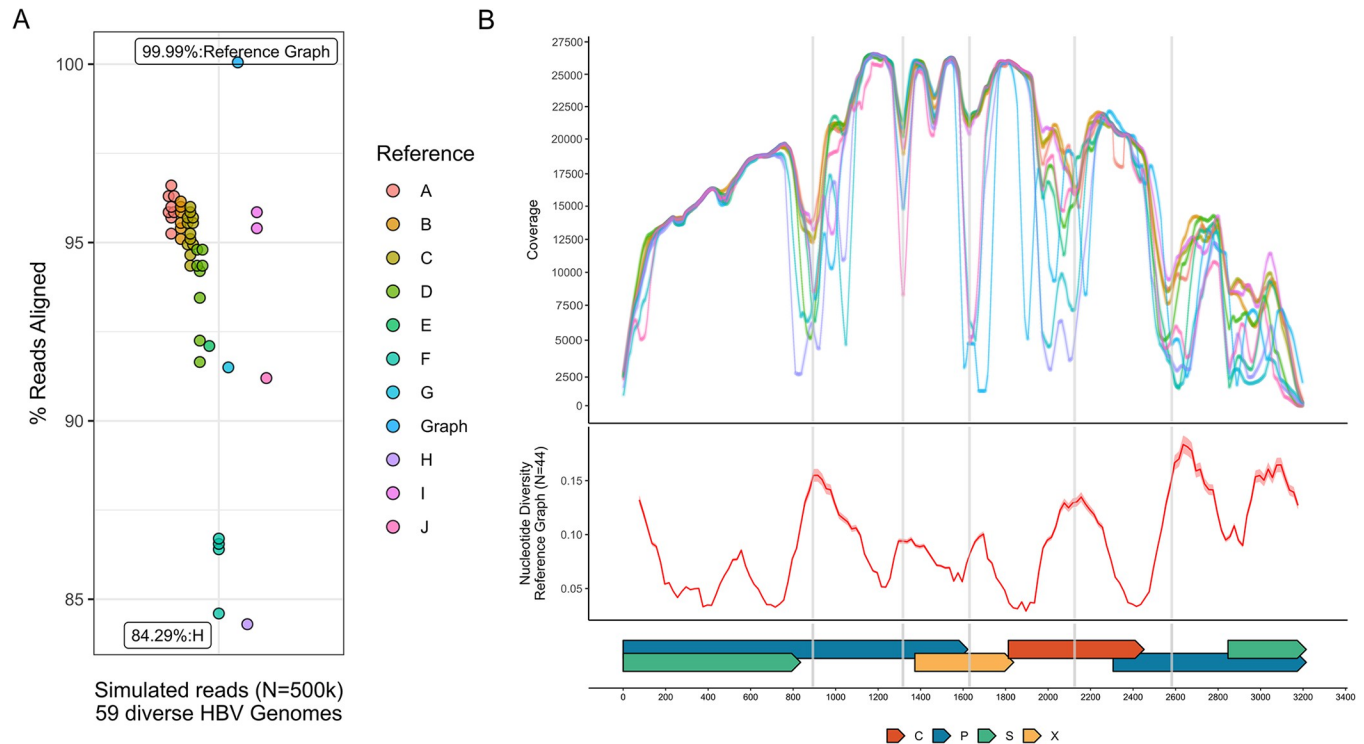 A
99.99%:Reference Graph
100
95
90
85
% Reads Aligned
84.29%:H
Simulated reads (N=500k)
59 diverse HBV Genomes
Reference
A
B
C
D
E
F
G
Graph
H
I
J
B
27500
25000
22500
20000
17500
15000
12500
10000
7500
5000
2500
0
Coverage
0.15
0.10
0.05
Nucleotide Diversity
Reference Graph (N=44)
0 200 400 600 800 1000 1200 1400 1600 1800 2000 2200 2400 2600 2800 3000 3200 3400
C P S X